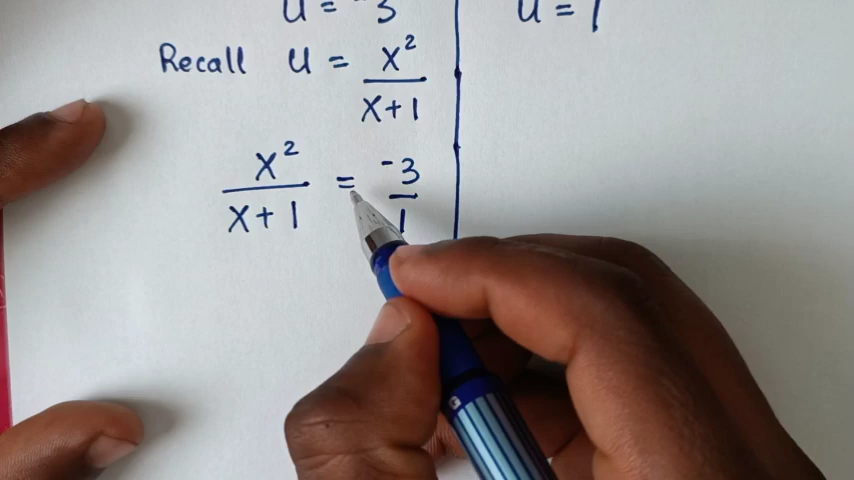 u = -3
u = 1
Recall u = x²/x+1
x²/x+1 = -3/1